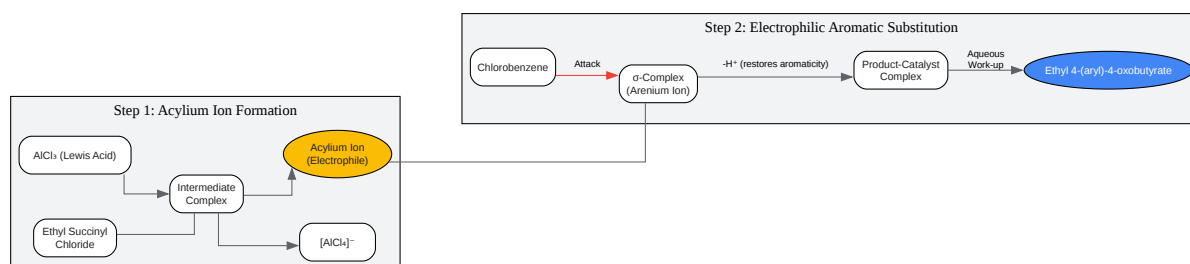 Step 1: Acylium Ion Formation
AlCl₃ (Lewis Acid)
Ethyl Succinyl
Chloride
Intermediate
Complex
Acylium Ion
(Electrophile)
[AlCl₄]⁻
Step 2: Electrophilic Aromatic Substitution
Chlorobenzene
Attack
σ-Complex
(Arenium Ion)
-H⁺ (restores aromaticity)
Product-Catalyst
Complex
Aqueous
Work-up
Ethyl 4-(aryl)-4-oxobutyrate